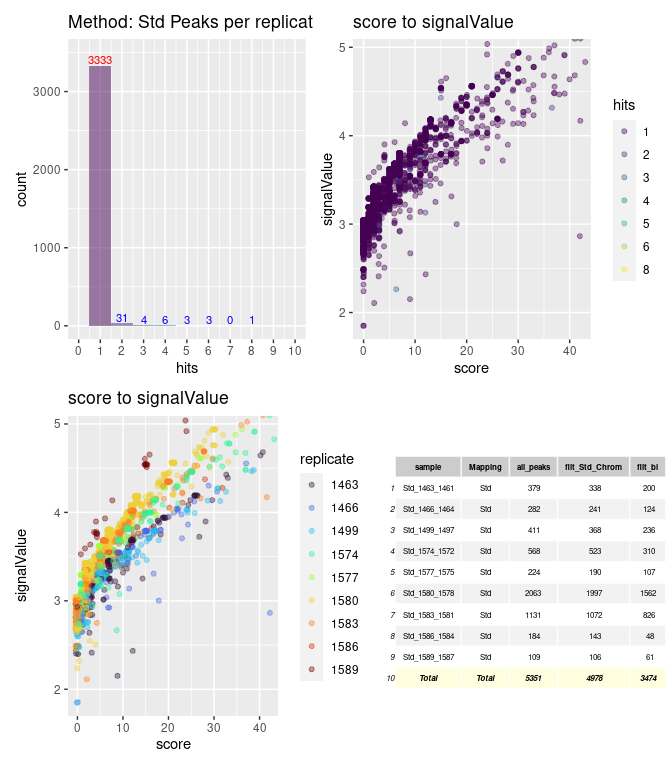 Method: Std Peaks per replicat
3333
31 4 6 3 3 0 1
3000
2000
1000
0
count
0 1 2 3 4 5 6 7 8 9 10
hits
score to signalValue
5
4
3
2
signalValue
0 10 20 30 40
score
hits
1
2
3
4
5
6
8
score to signalValue
5
4
3
2
signalValue
0 10 20 30 40
score
replicate
1463
1466
1499
1574
1577
1580
1583
1586
1589
sample Mapping all_peaks filt_Std_Chrom filt_bl
1 Std_1463_1461 Std 379 338 200
2 Std_1466_1464 Std 282 241 124
3 Std_1499_1497 Std 411 368 236
4 Std_1574_1572 Std 568 523 310
5 Std_1577_1575 Std 224 190 107
6 Std_1580_1578 Std 2063 1997 1562
7 Std_1583_1581 Std 1131 1072 826
8 Std_1586_1584 Std 184 143 48
9 Std_1589_1587 Std 109 106 61
10 Total Total 5351 4978 3474